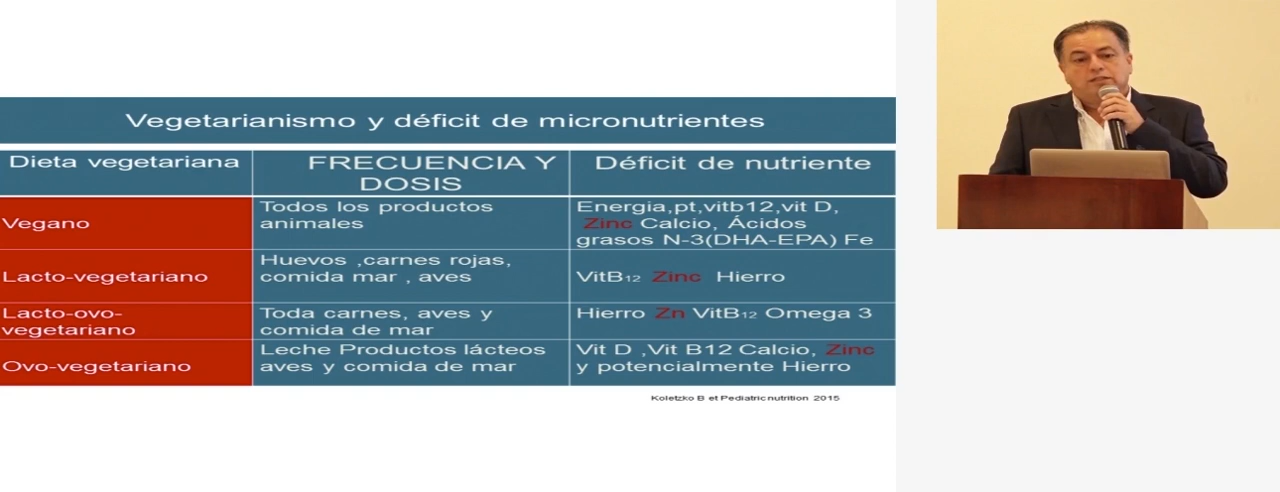 Vegetarianismo y déficit de micronutrientes
Dieta vegetariana
FRECUENCIA Y
DOSIS
Déficit de nutriente
Vegano
Todos los productos
animales
Energia,pt,vitb12,vit D,
Zinc Calcio, Ácidos
grasos N-3(DHA-EPA) Fe
Lacto-vegetariano
Huevos ,carnes rojas,
comida mar , aves
VitB12 Zinc Hierro
Lacto-ovo-
vegetariano
Toda carnes, aves y
comida de mar
Hierro Zn VitB12 Omega 3
Ovo-vegetariano
Leche Productos lácteos
aves y comida de mar
Vit D ,Vit B12 Calcio, Zinc
y potencialmente Hierro
Koletzko B et Pediatric nutrition 2015